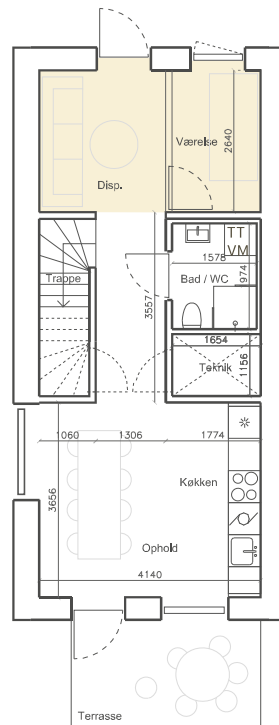 Værelse
2640
Disp.
TT
VM
1578
974
Trappe
Bad / WC
3557
1654
Teknik
1156
1060
1306
1774
3656
Køkken
Ophold
4140
Terrasse